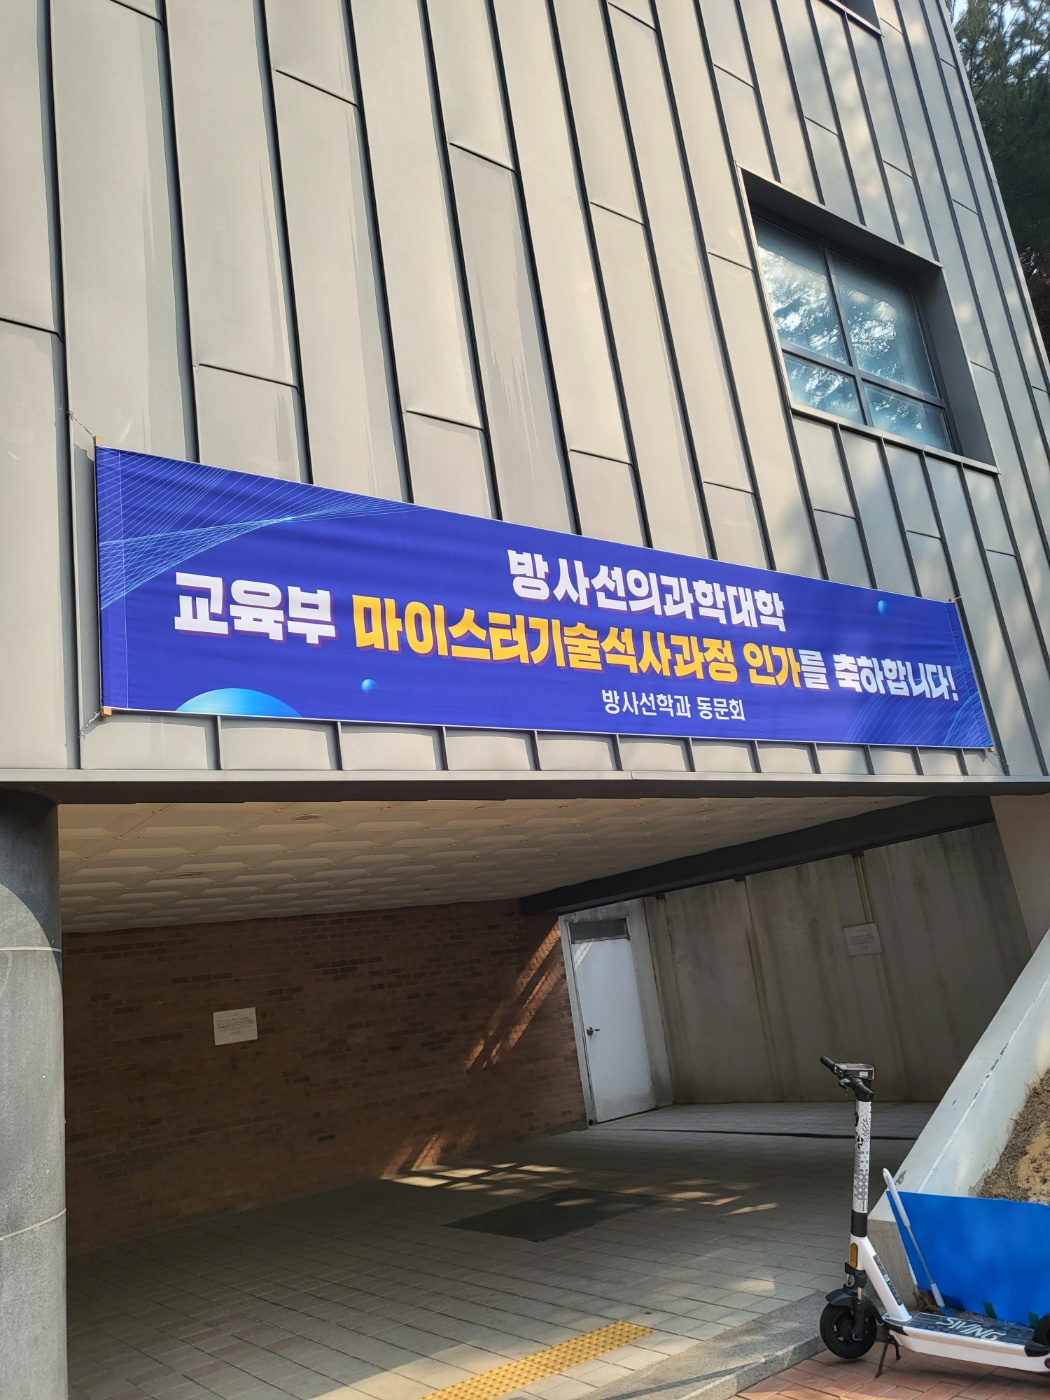 방사선의과학대학
교육부 마이스터기술석사과정 인가를 축하합니다!
방사선학과 동문회
SWING